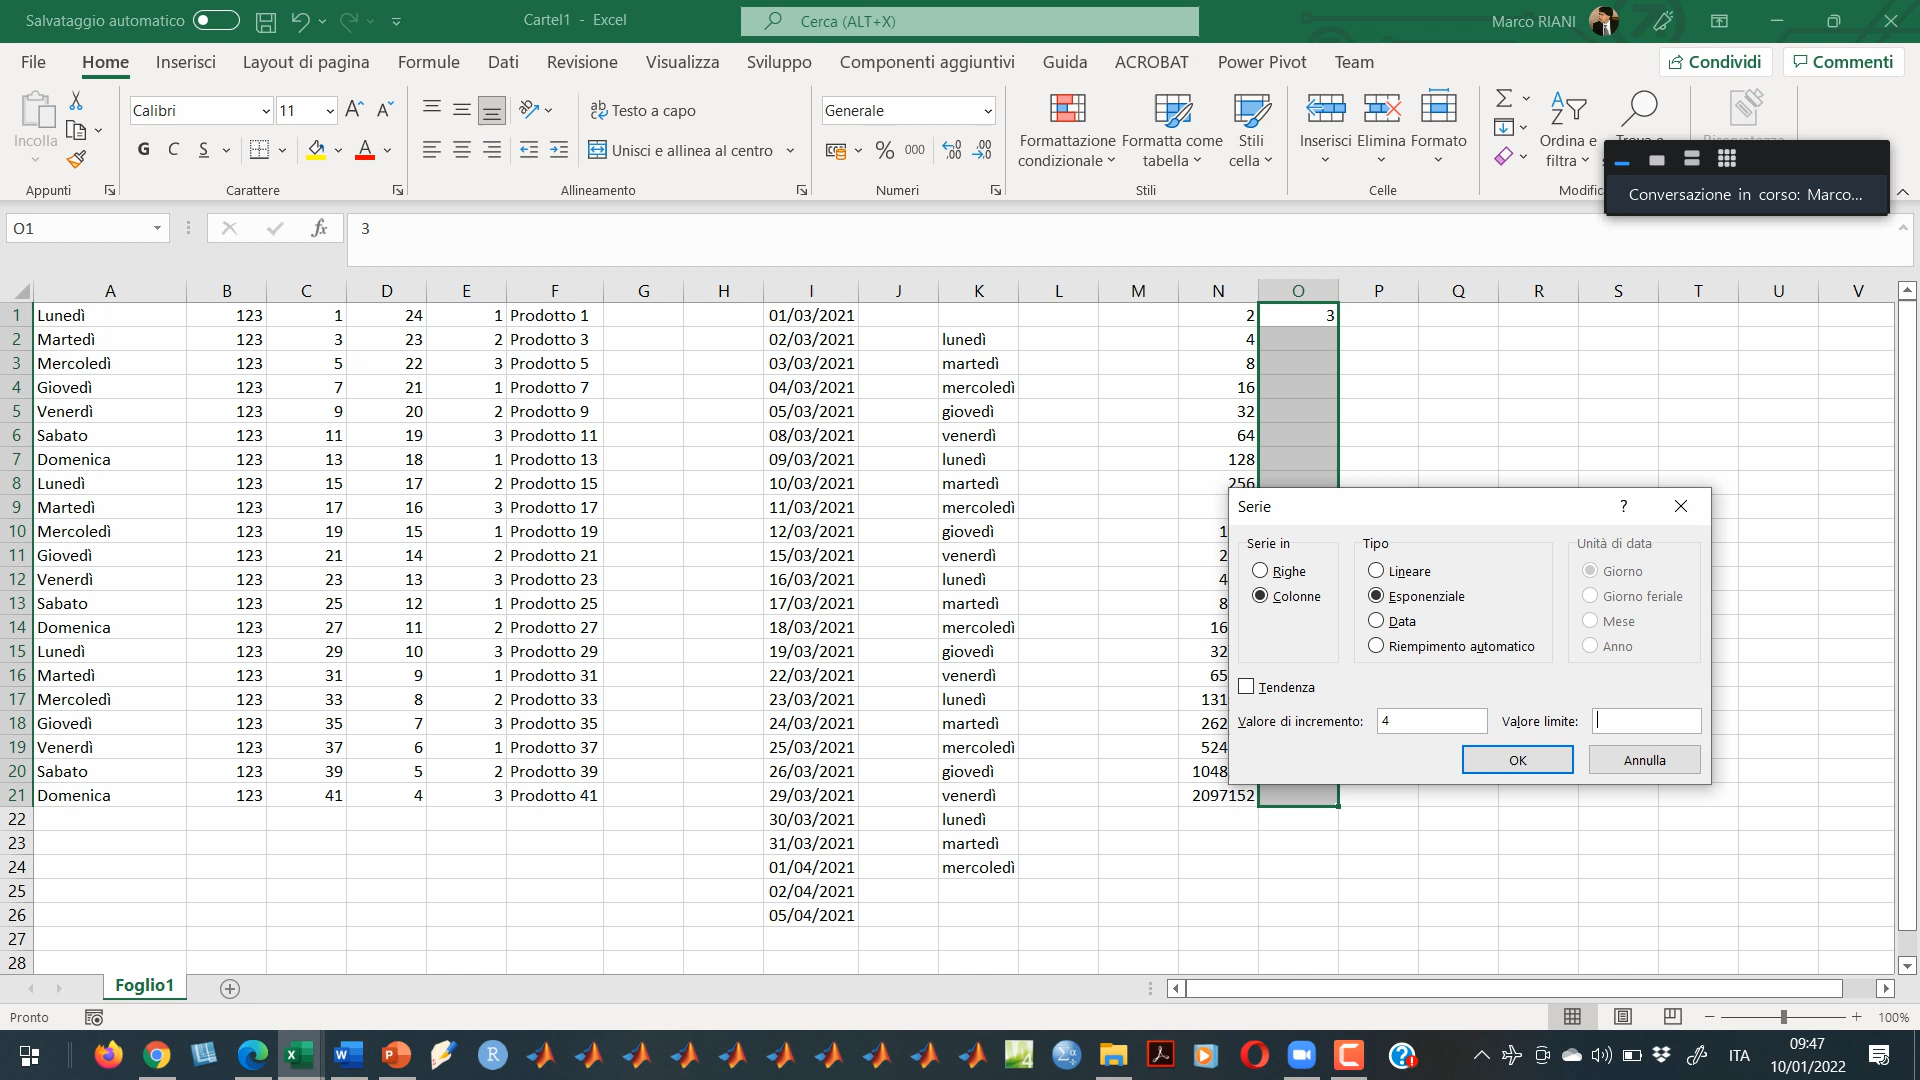 Salvataggio automatico
Cartel1 - Excel
Cerca (ALT+X)
Marco RIANI
File Home Inserisci Layout di pagina Formule Dati Revisione Visualizza Sviluppo Componenti aggiuntivi Guida ACROBAT Power Pivot Team
Condividi Commenti
Incolla
Appunti
Calibri 11
G C S
Carattere
Testo a capo
Unisci e allinea al centro
Allineamento
Generale
% 000
Numeri
Formattazione condizionale
Formatta come tabella
Stili cella
Stili
Inserisci Elimina Formato
Celle
Ordina e filtra
Conversazione in corso: Marco...
O1
fx
3
A B C D E F G H I J K L M N O P Q R S T U V
1 Lunedì 123 1 24 1 Prodotto 1 01/03/2021 2 3
2 Martedì 123 3 23 2 Prodotto 3 02/03/2021 lunedì 4
3 Mercoledì 123 5 22 3 Prodotto 5 03/03/2021 martedì 8
4 Giovedì 123 7 21 1 Prodotto 7 04/03/2021 mercoledì 16
5 Venerdì 123 9 20 2 Prodotto 9 05/03/2021 giovedì 32
6 Sabato 123 11 19 3 Prodotto 11 08/03/2021 venerdì 64
7 Domenica 123 13 18 1 Prodotto 13 09/03/2021 lunedì 128
8 Lunedì 123 15 17 2 Prodotto 15 10/03/2021 martedì 256
9 Martedì 123 17 16 3 Prodotto 17 11/03/2021 mercoledì
10 Mercoledì 123 19 15 1 Prodotto 19 12/03/2021 giovedì 1
11 Giovedì 123 21 14 2 Prodotto 21 15/03/2021 venerdì 2
12 Venerdì 123 23 13 3 Prodotto 23 16/03/2021 lunedì 4
13 Sabato 123 25 12 1 Prodotto 25 17/03/2021 martedì 8
14 Domenica 123 27 11 2 Prodotto 27 18/03/2021 mercoledì 16
15 Lunedì 123 29 10 3 Prodotto 29 19/03/2021 giovedì 32
16 Martedì 123 31 9 1 Prodotto 31 22/03/2021 venerdì 65
17 Mercoledì 123 33 8 2 Prodotto 33 23/03/2021 lunedì 131
18 Giovedì 123 35 7 3 Prodotto 35 24/03/2021 martedì 262
19 Venerdì 123 37 6 1 Prodotto 37 25/03/2021 mercoledì 524
20 Sabato 123 39 5 2 Prodotto 39 26/03/2021 giovedì 1048
21 Domenica 123 41 4 3 Prodotto 41 29/03/2021 venerdì 2097152
22 30/03/2021 lunedì
23 31/03/2021 martedì
24 01/04/2021 mercoledì
25 02/04/2021
26 05/04/2021
27
28
Serie ?
Serie in Tipo Unità di data
Righe Lineare Giorno
Colonne Esponenziale Giorno feriale
Data Mese
Riempimento automatico Anno
Tendenza
Valore di incremento: 4 Valore limite:
OK Annulla
Foglio1
Pronto
100%
ITA
09:47
10/01/2022